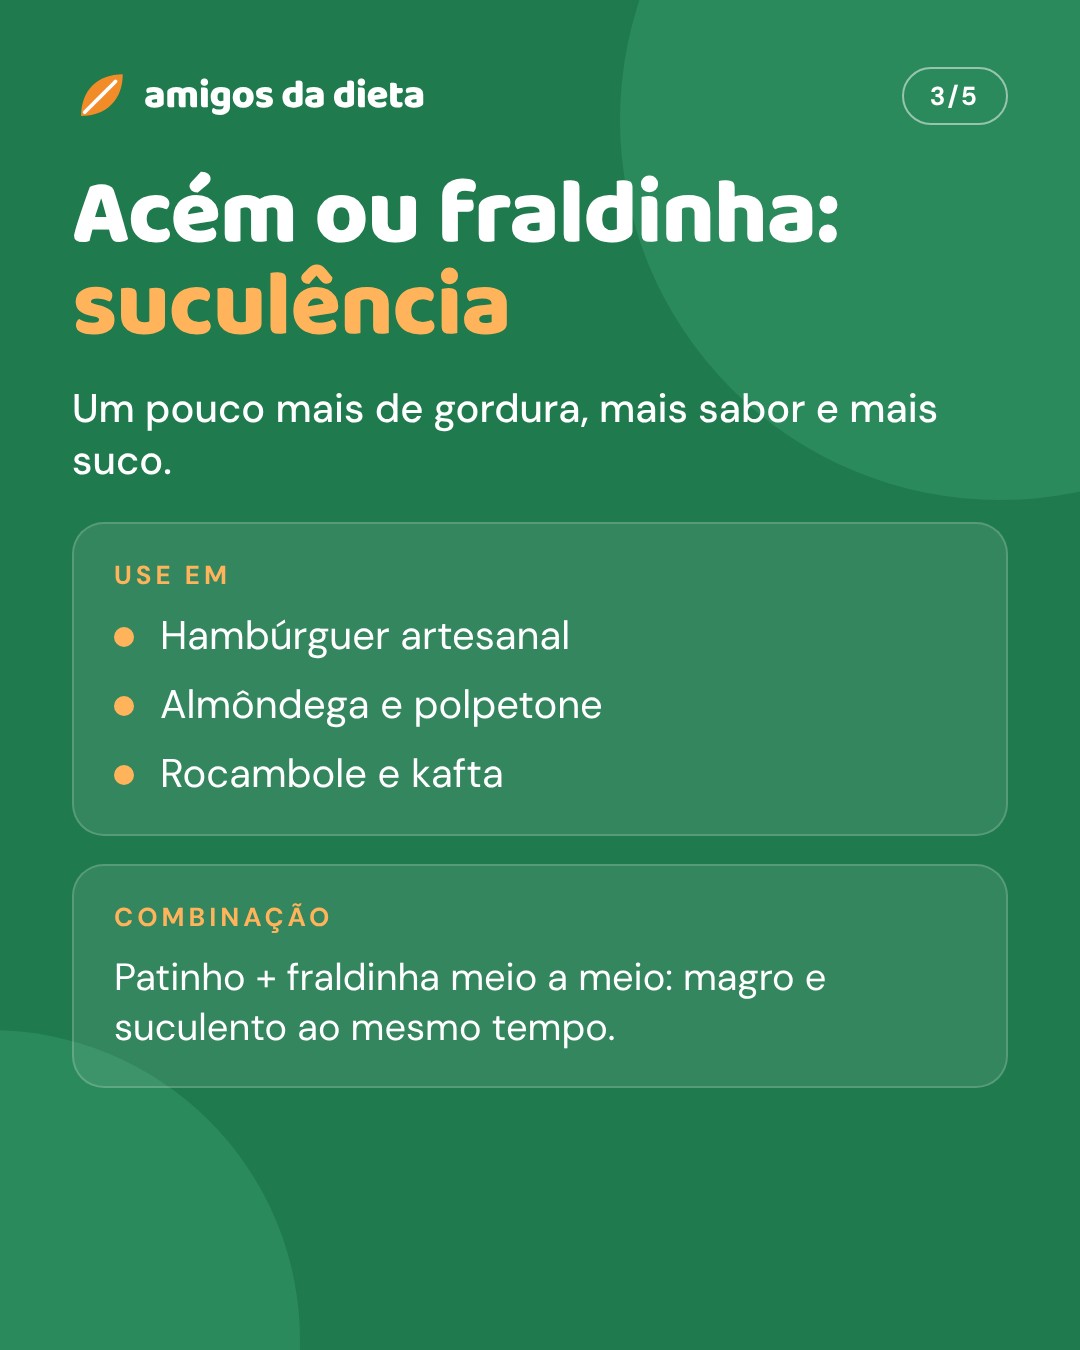 amigos da dieta
3/5
Acém ou fraldinha:
suculência
Um pouco mais de gordura, mais sabor e mais
suco.
USE EM
Hambúrguer artesanal
Almôndega e polpetone
Rocambole e kafta
COMBINAÇÃO
Patinho + fraldinha meio a meio: magro e
suculento ao mesmo tempo.